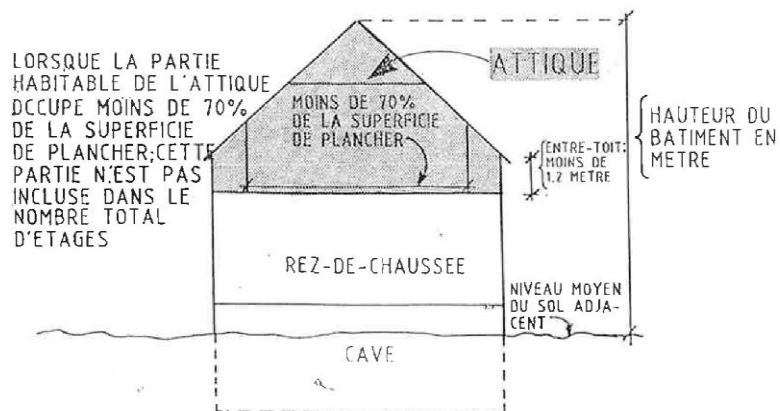 LORSQUE LA PARTIE
HABITABLE DE L'ATTIQUE
OCCUPE MOINS DE 70%
DE LA SUPERFICIE
DE PLANCHER;CETTE
PARTIE N'EST PAS
INCLUSE DANS LE
NOMBRE TOTAL
D'ETAGES
ATTIQUE
MOINS DE 70%
DE LA SUPERFICIE
DE PLANCHER
ENTRE-TOIT:
MOINS DE
1.2 METRE
HAUTEUR DU
BATIMENT EN
METRE
REZ-DE-CHAUSSEE
NIVEAU MOYEN
DU SOL ADJA-
CENT
CAVE